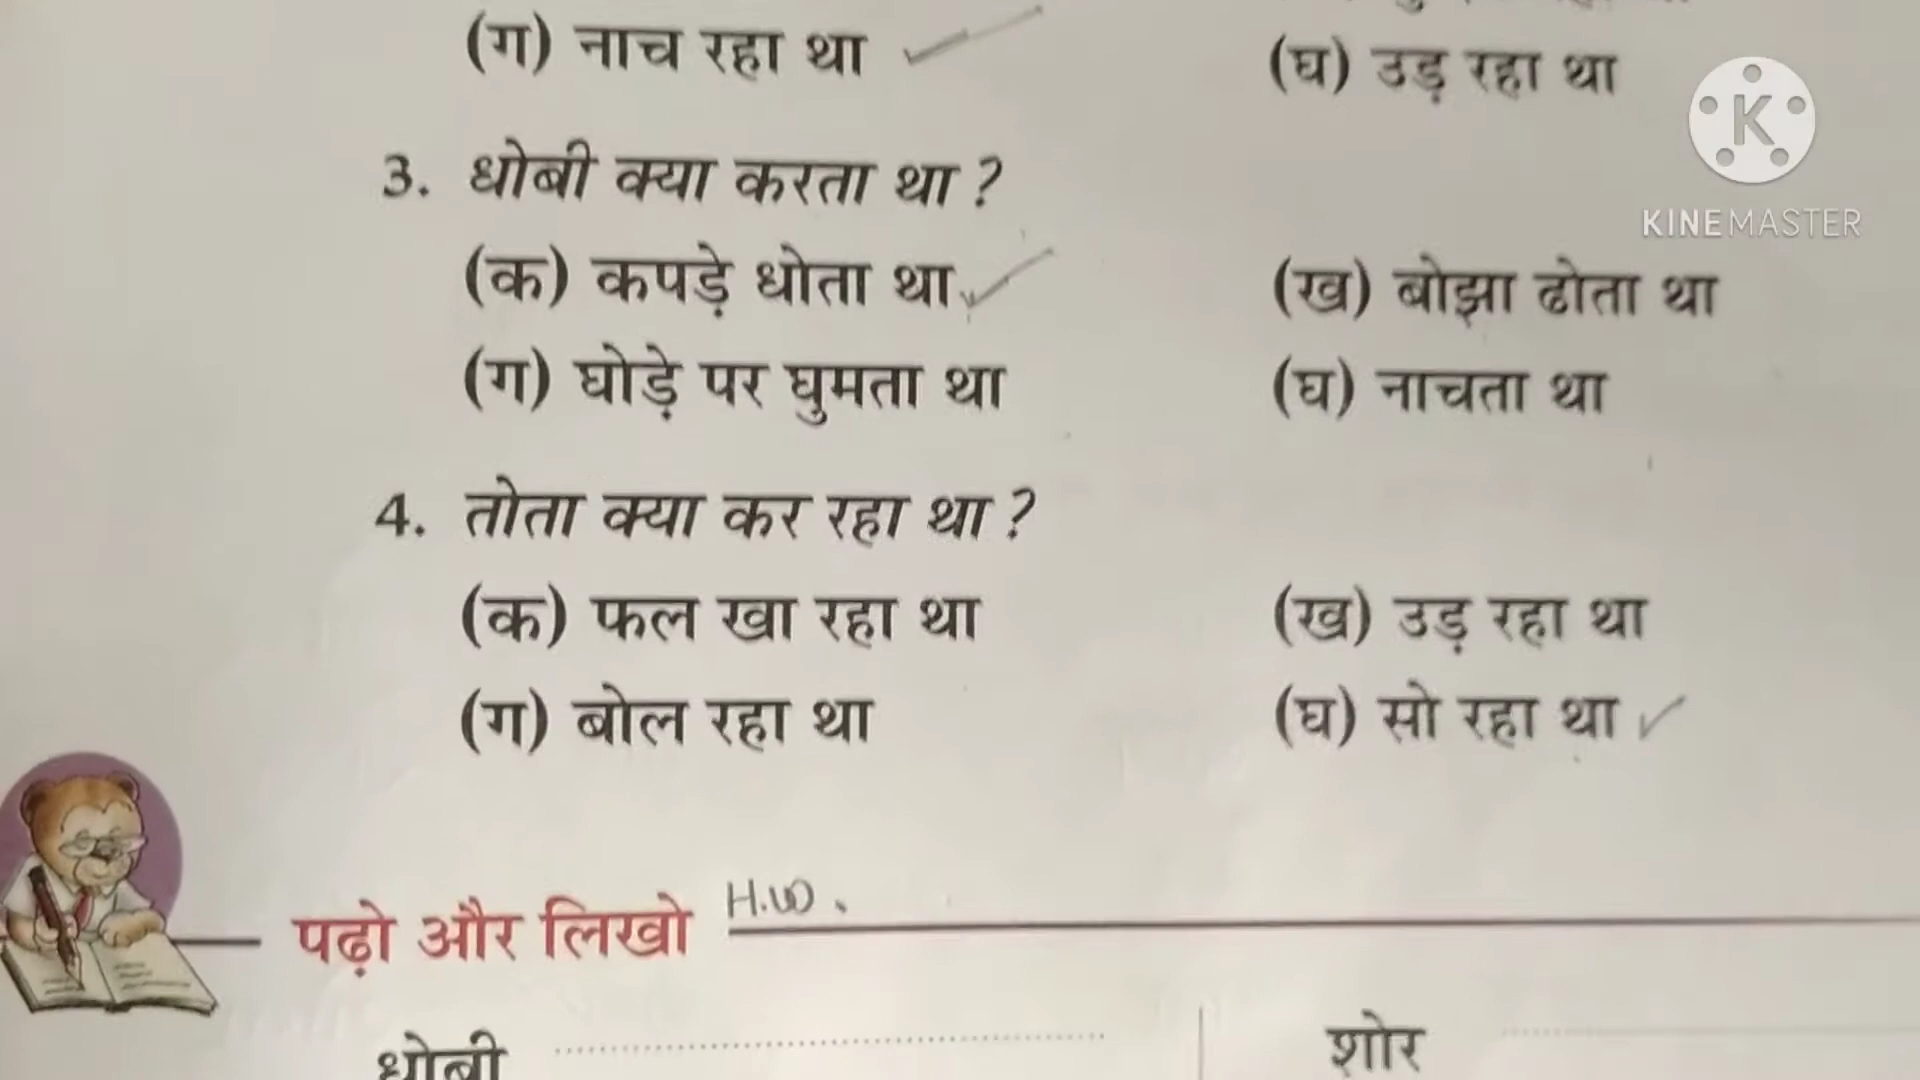 (ग) नाच रहा था (घ) उड़ रहा था
KINEMASTER
3. धोबी क्या करता था ?
(क) कपड़े धोता था (ख) बोझा ढोता था
(ग) घोड़े पर घुमता था (घ) नाचता था
4. तोता क्या कर रहा था ?
(क) फल खा रहा था (ख) उड़ रहा था
(ग) बोल रहा था (घ) सो रहा था
पढ़ो और लिखो H.W.
धोबी शोर